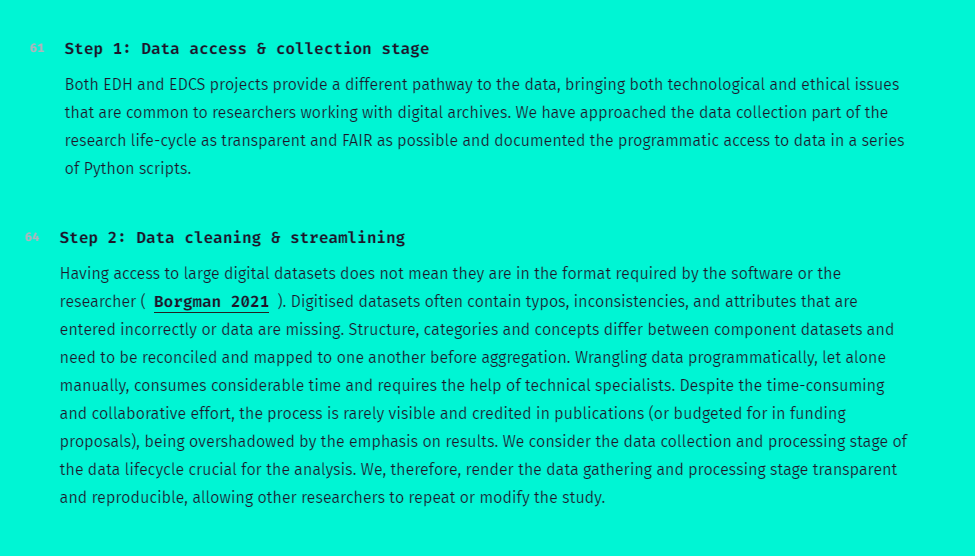 61 Step 1: Data access & collection stage
Both EDH and EDCS projects provide a different pathway to the data, bringing both technological and ethical issues
that are common to researchers working with digital archives. We have approached the data collection part of the
research life-cycle as transparent and FAIR as possible and documented the programmatic access to data in a series
of Python scripts.
64 Step 2: Data cleaning & streamlining
Having access to large digital datasets does not mean they are in the format required by the software or the
researcher ( Borgman 2021 ). Digitised datasets often contain typos, inconsistencies, and attributes that are
entered incorrectly or data are missing. Structure, categories and concepts differ between component datasets and
need to be reconciled and mapped to one another before aggregation. Wrangling data programmatically, let alone
manually, consumes considerable time and requires the help of technical specialists. Despite the time-consuming
and collaborative effort, the process is rarely visible and credited in publications (or budgeted for in funding
proposals), being overshadowed by the emphasis on results. We consider the data collection and processing stage of
the data lifecycle crucial for the analysis. We, therefore, render the data gathering and processing stage transparent
and reproducible, allowing other researchers to repeat or modify the study.